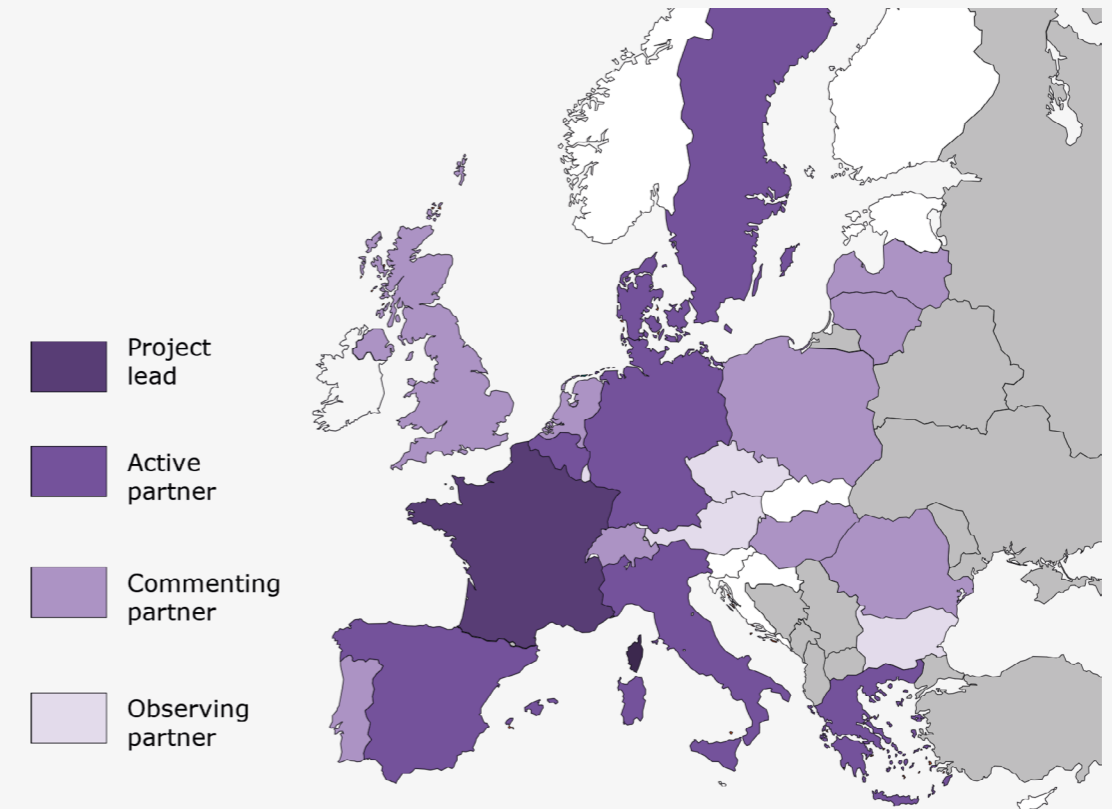 Project
lead
Active
partner
Commenting
partner
Observing
partner